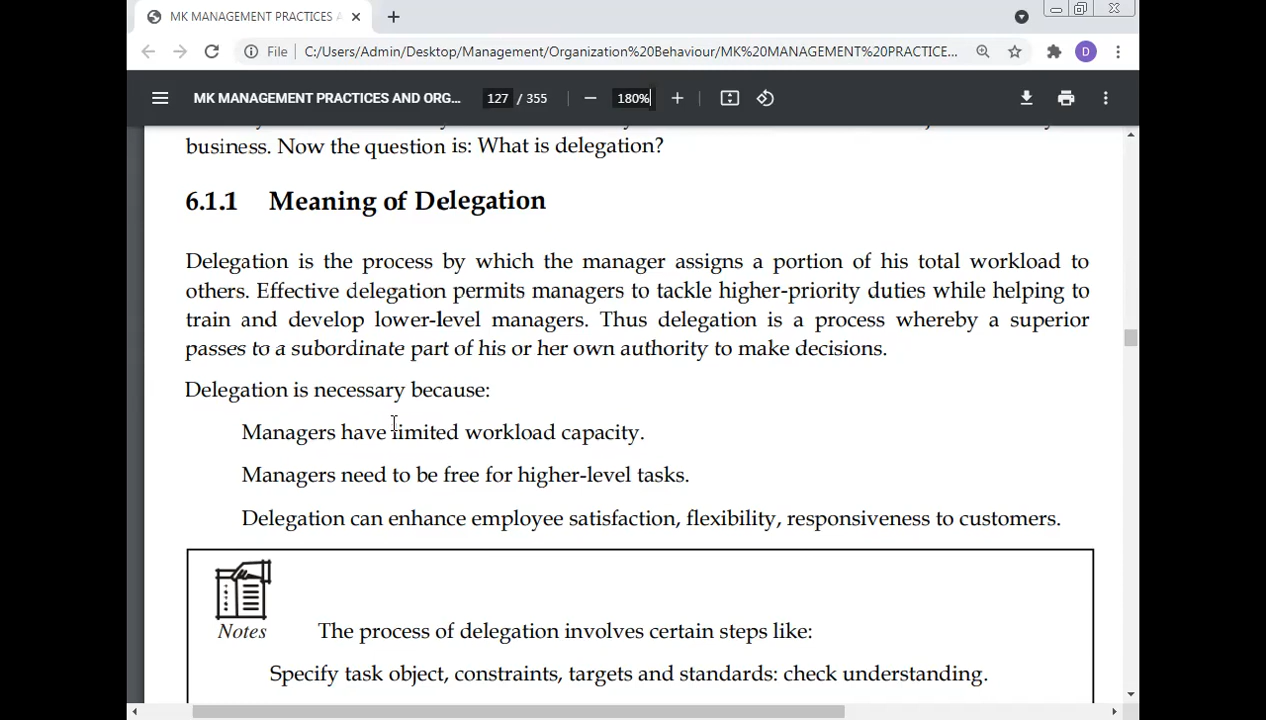 MK MANAGEMENT PRACTICES A
File C:/Users/Admin/Desktop/Management/Organization%20Behaviour/MK%20MANAGEMENT%20PRACTICE... D
MK MANAGEMENT PRACTICES AND ORG... 127 / 355 180%
business. Now the question is: What is delegation?
6.1.1 Meaning of Delegation
Delegation is the process by which the manager assigns a portion of his total workload to
others. Effective delegation permits managers to tackle higher-priority duties while helping to
train and develop lower-level managers. Thus delegation is a process whereby a superior
passes to a subordinate part of his or her own authority to make decisions.
Delegation is necessary because:
Managers have limited workload capacity.
Managers need to be free for higher-level tasks.
Delegation can enhance employee satisfaction, flexibility, responsiveness to customers.
Notes The process of delegation involves certain steps like:
Specify task object, constraints, targets and standards: check understanding.